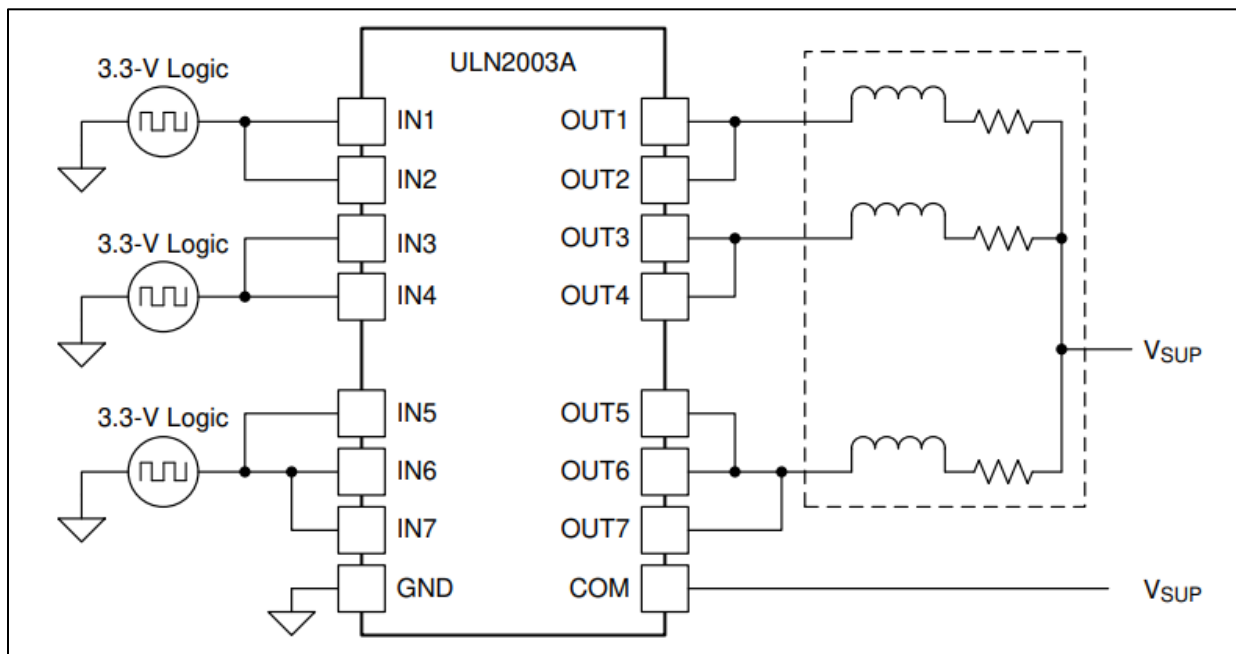 ULN2003A
3.3-V Logic
IN1
OUT1
IN2
OUT2
3.3-V Logic
IN3
OUT3
IN4
OUT4
VSUP
3.3-V Logic
IN5
OUT5
IN6
OUT6
IN7
OUT7
GND
COM
VSUP